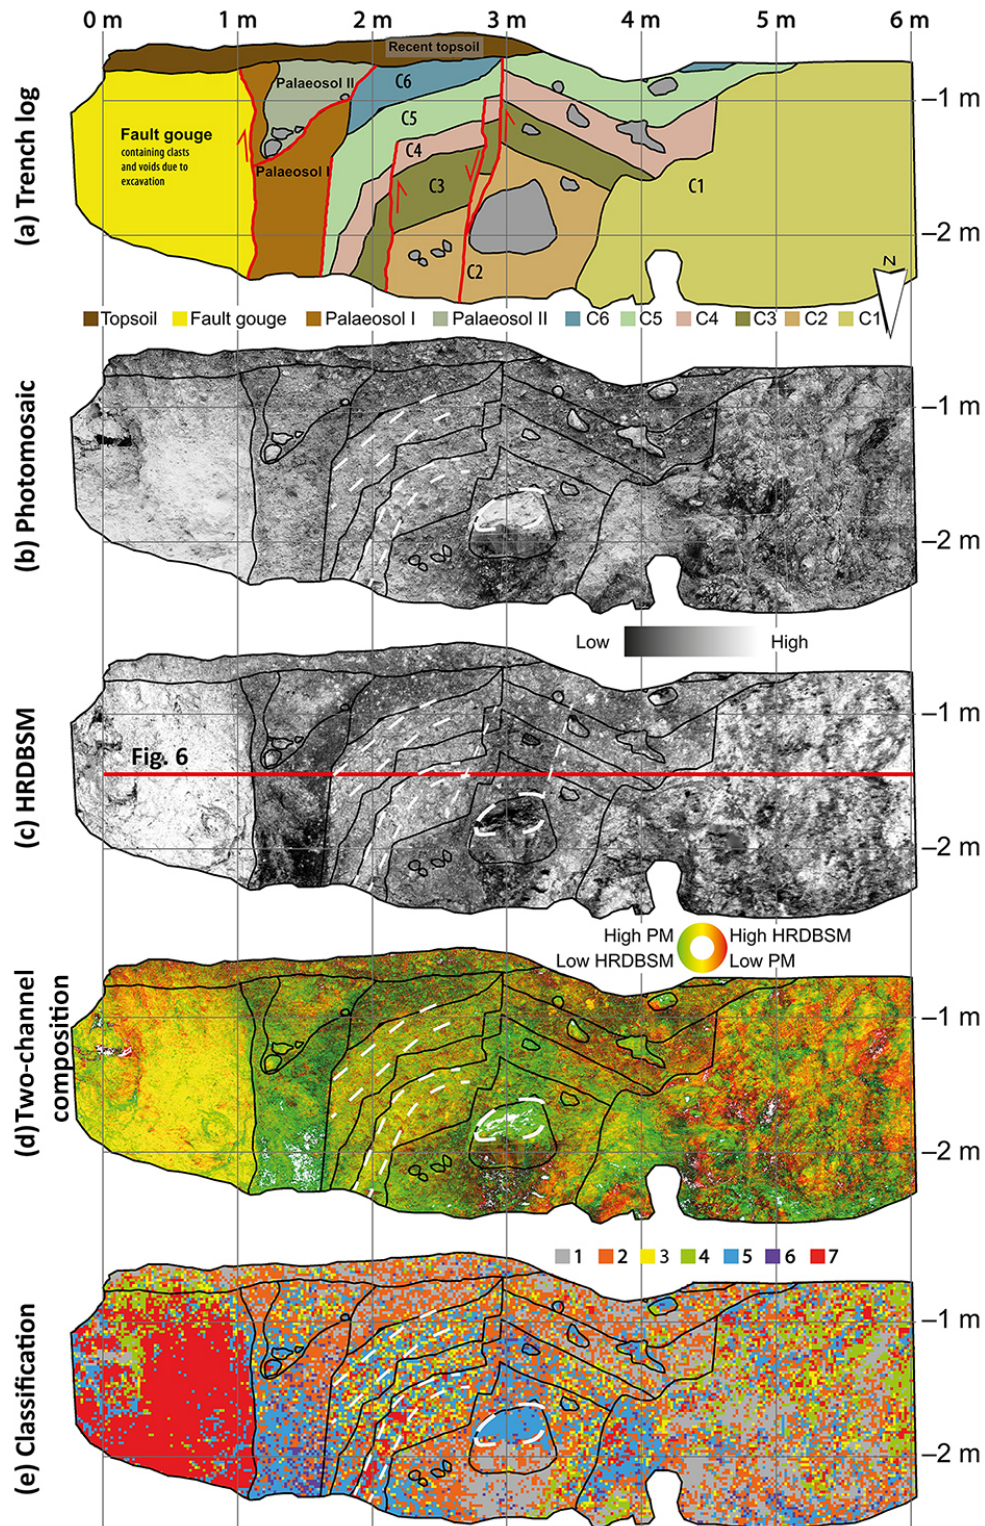 0 m 1 m 2 m 3 m 4 m 5 m 6 m
(a) Trench log
Recent topsoil
Palaeosol II
C6
–1 m
C5
Fault gouge
containing clasts
and voids due to
excavation
C4
Palaeosol I
C3
C1
–2 m
C2
N
Topsoil Fault gouge Palaeosol I Palaeosol II C6 C5 C4 C3 C2 C1
(b) Photomosaic
–1 m
–2 m
Low High
(c) HRDBSM
–1 m
Fig. 6
–2 m
High PM High HRDBSM
Low HRDBSM Low PM
(d) Two-channel
composition
–1 m
–2 m
1 2 3 4 5 6 7
(e) Classification
–1 m
–2 m